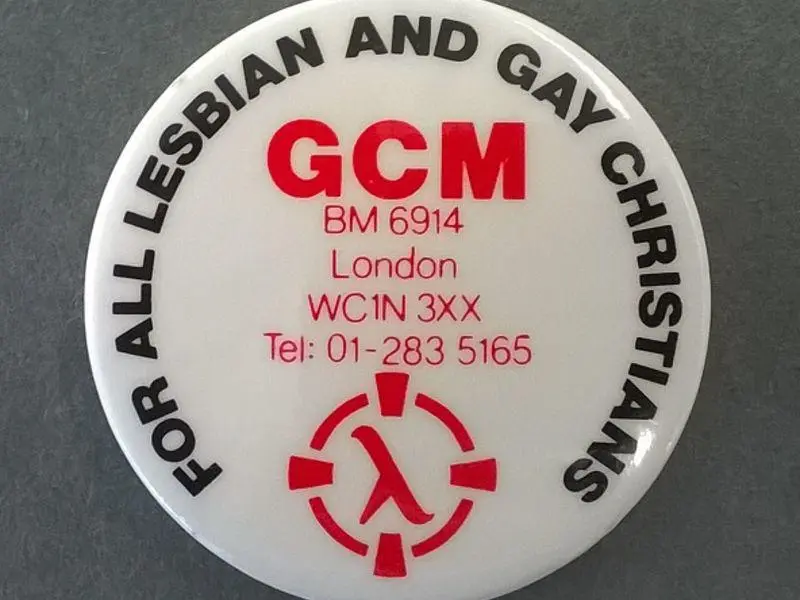 FOR ALL LESBIAN AND GAY CHRISTIANS
GCM
BM 6914
London
WC1N 3XX
Tel: 01-283 5165
λ